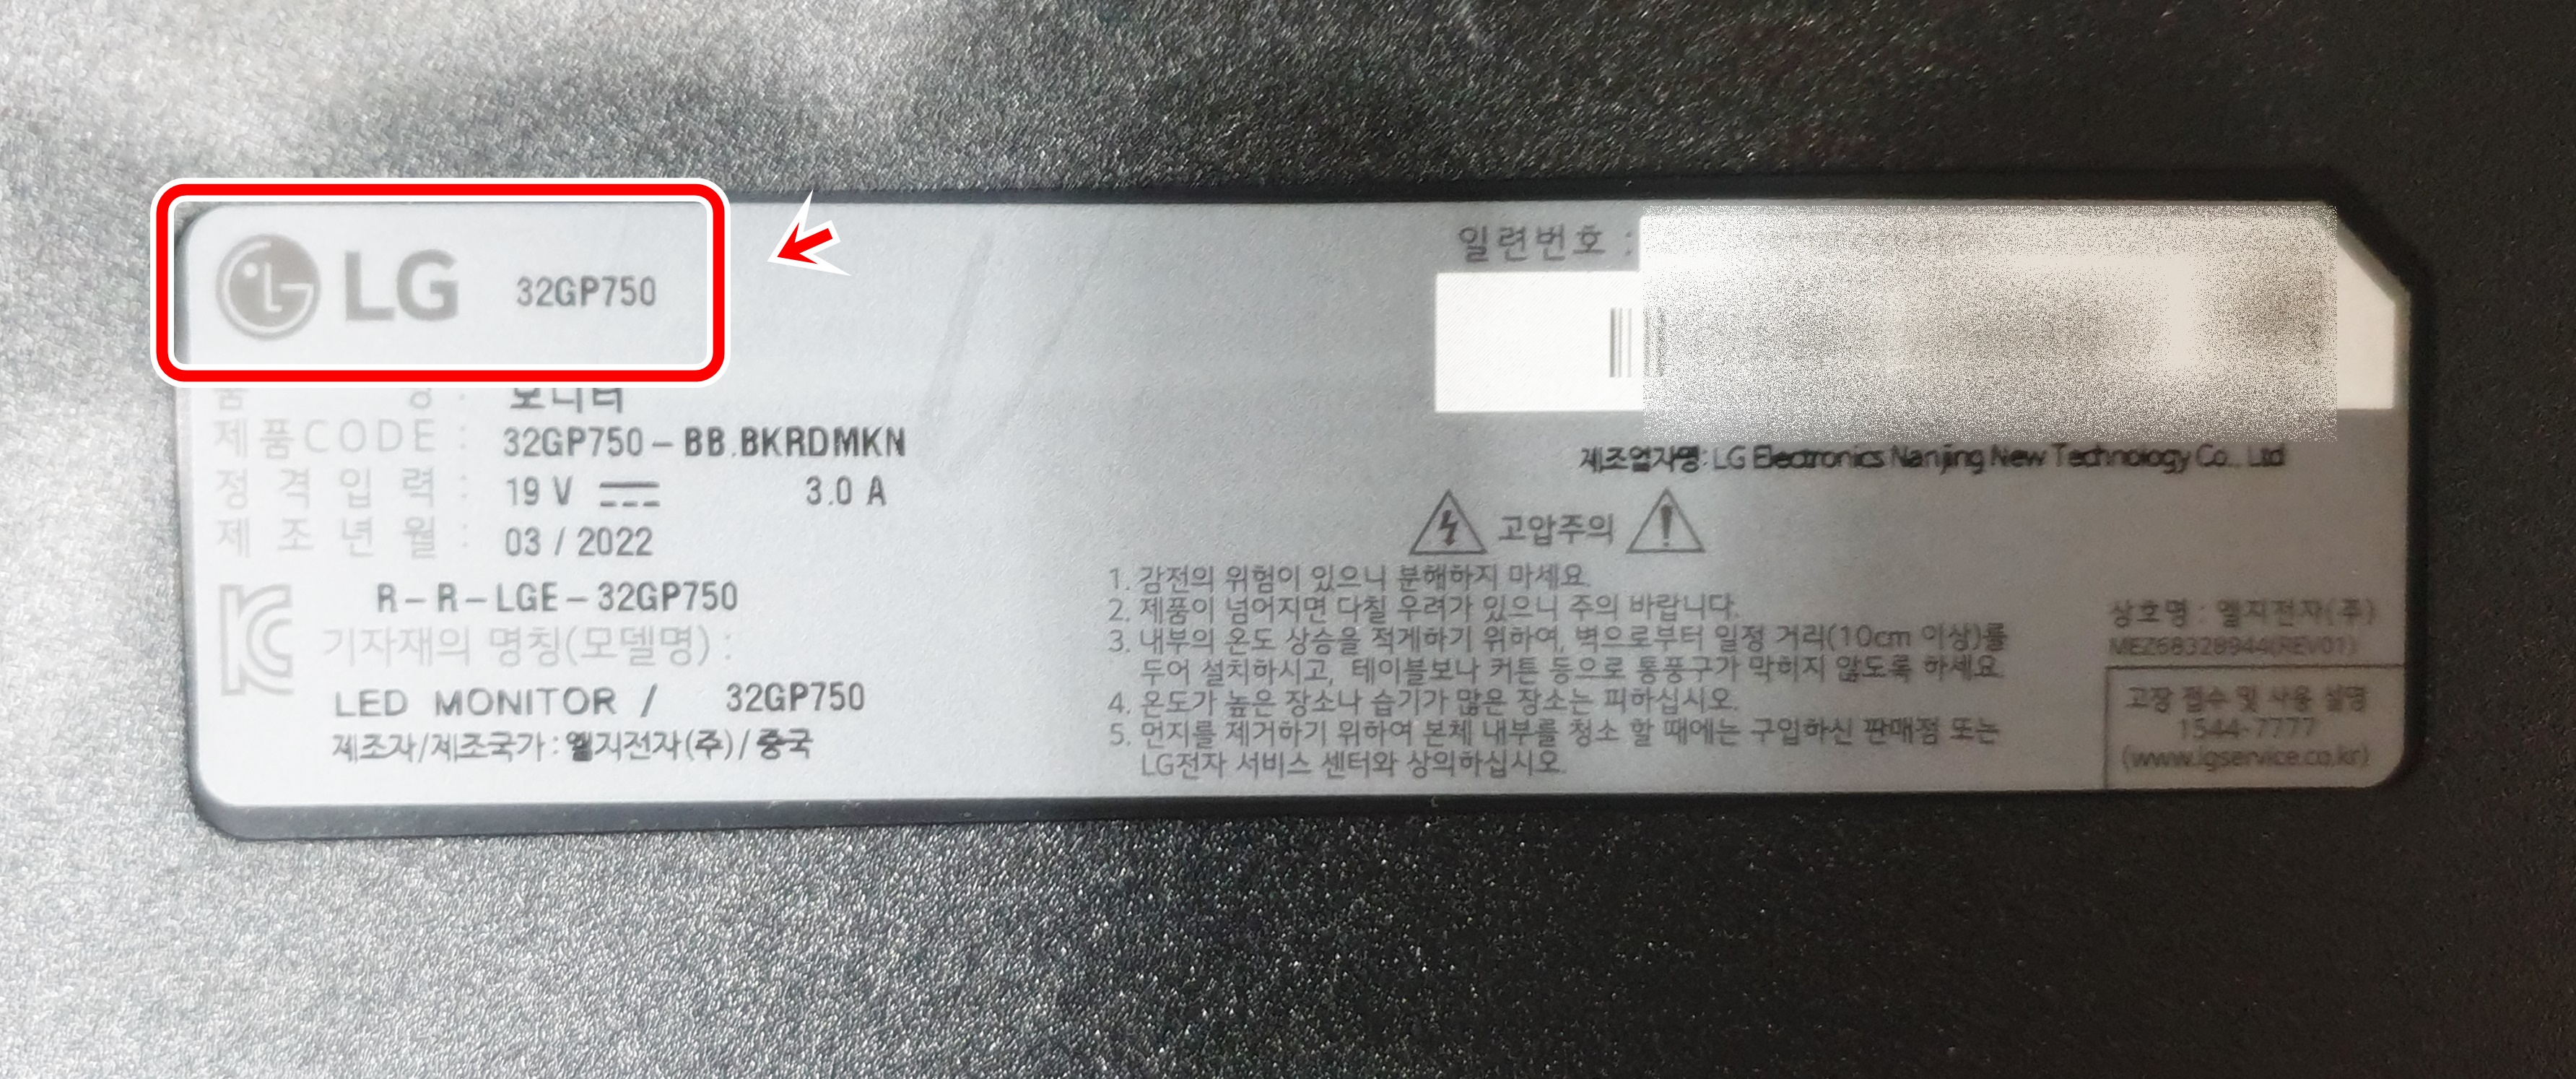 LG 32GP750
일련번호 :
품 명 : 모니터
제품CODE : 32GP750-BB.BKRDMKN
정격입력 : 19 V 3.0 A
제조년월 : 03 / 2022
R-R-LGE-32GP750
기자재의 명칭(모델명) :
LED MONITOR / 32GP750
제조자/제조국가 : 엘지전자(주)/중국
제조업자명: LG Electronics Nanjing New Technology Co., Ltd
고압주의
1. 감전의 위험이 있으니 분해하지 마세요.
2. 제품이 넘어지면 다칠 우려가 있으니 주의 바랍니다.
3. 내부의 온도 상승을 적게하기 위하여, 벽으로부터 일정 거리(10cm 이상)를
두어 설치하시고, 테이블보나 커튼 등으로 통풍구가 막히지 않도록 하세요.
4. 온도가 높은 장소나 습기가 많은 장소는 피하십시오.
5. 먼지를 제거하기 위하여 본체 내부를 청소 할 때에는 구입하신 판매점 또는
LG전자 서비스 센터와 상의하십시오.
상호명 : 엘지전자(주)
MEZ68328944(REV01)
고장 접수 및 사용 설명
1544-7777
(www.lgservice.co.kr)